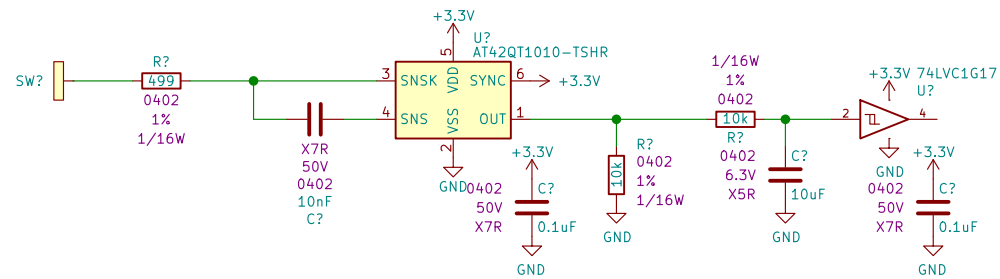 SW?
R?
499
0402
1%
1/16W
X7R
50V
0402
10nF
C?
+3.3V
U?
AT42QT1010-TSHR
5
VDD
3
SNSK
SYNC
6
+3.3V
4
SNS
OUT
1
VSS
2
GND
+3.3V
0402
50V
X7R
C?
0.1uF
GND
R?
10k
0402
1%
1/16W
GND
1/16W
1%
0402
10k
R?
0402
6.3V
X5R
C?
10uF
GND
+3.3V
74LVC1G17
U?
2
4
GND
+3.3V
0402
50V
X7R
C?
0.1uF
GND